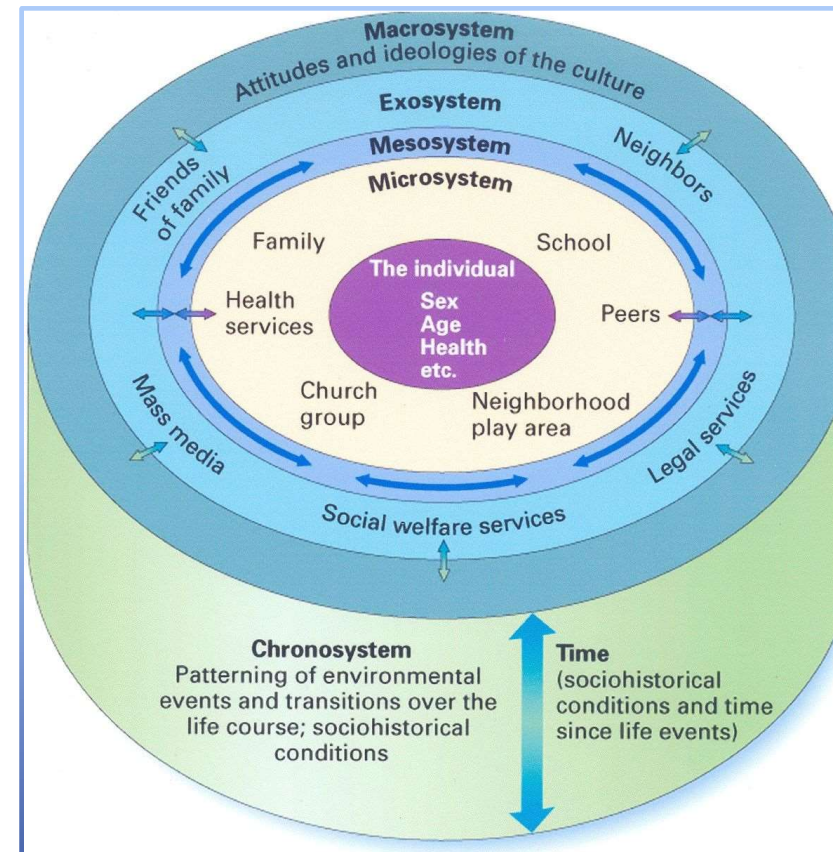 Macrosystem
Attitudes and ideologies of the culture
Exosystem
Mesosystem
Microsystem
Friends
of family
Neighbors
Family
School
The individual
Sex
Age
Health
etc.
Health
services
Peers
Church
group
Neighborhood
play area
Mass media
Legal services
Social welfare services
Chronosystem
Patterning of environmental
events and transitions over the
life course; sociohistorical
conditions
Time
(sociohistorical
conditions and time
since life events)